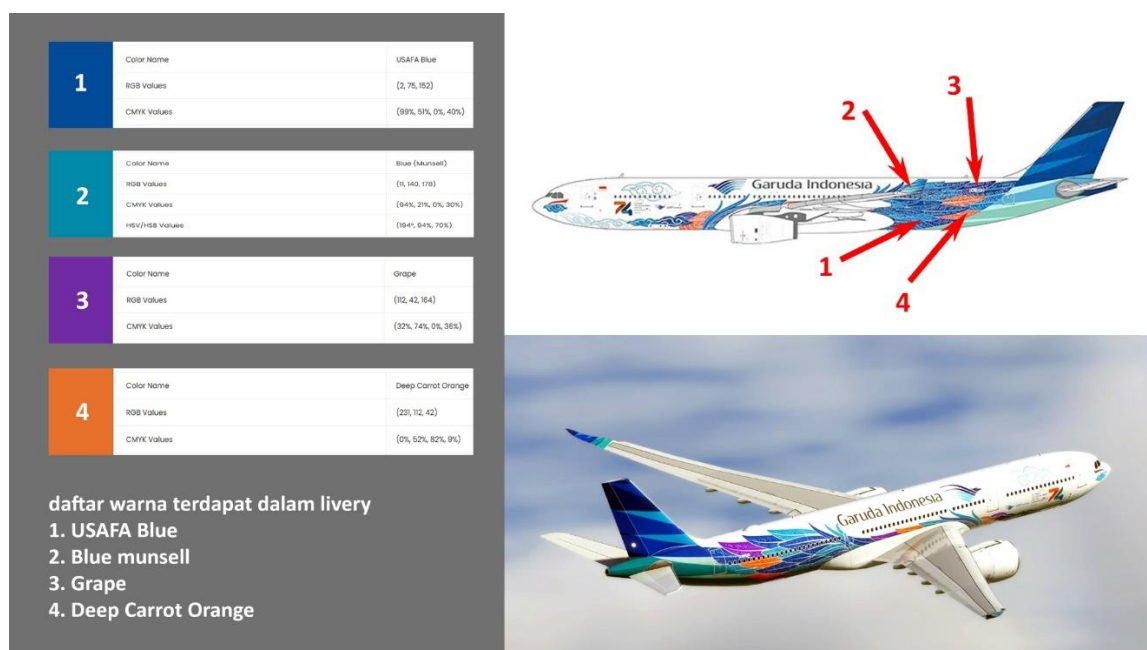 1
Color Name USAFA Blue
RGB Values (2, 75, 152)
CMYK Values (99%, 51%, 0%, 40%)
2
Color Name Blue (Munsell)
RGB Values (11, 140, 178)
CMYK Values (94%, 21%, 0%, 30%)
HSV/HSB Values (194°, 94%, 70%)
3
Color Name Grape
RGB Values (112, 42, 164)
CMYK Values (32%, 74%, 0%, 36%)
4
Color Name Deep Carrot Orange
RGB Values (231, 112, 42)
CMYK Values (0%, 52%, 82%, 9%)
daftar warna terdapat dalam livery
1. USAFA Blue
2. Blue munsell
3. Grape
4. Deep Carrot Orange
3
2
Garuda Indonesia
74
1
4
Garuda Indonesia
74